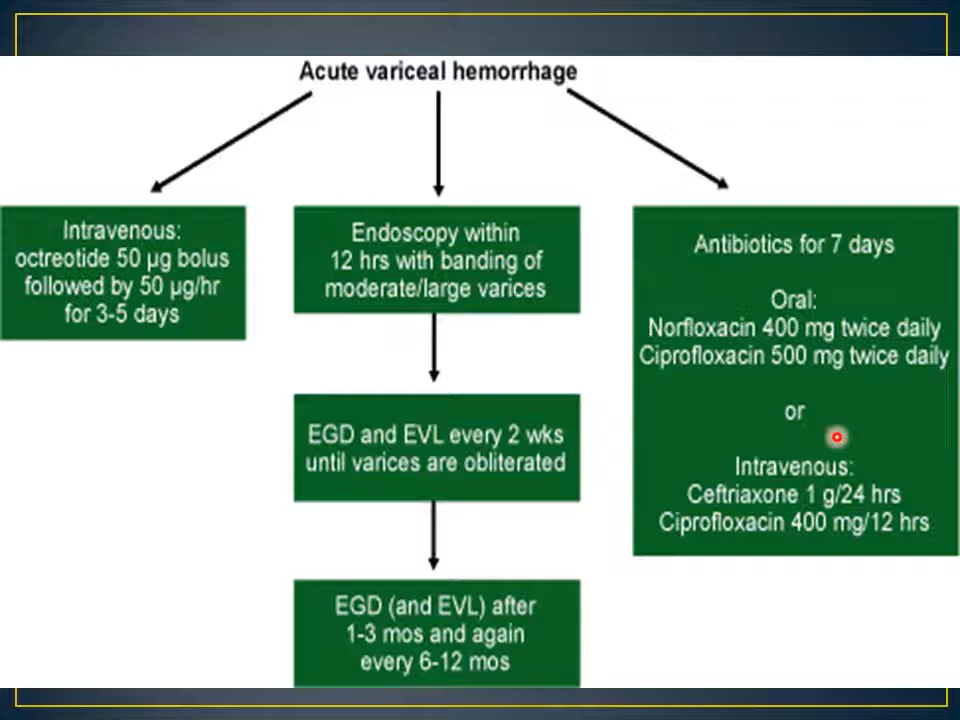 Acute variceal hemorrhage
Intravenous:
octreotide 50 µg bolus
followed by 50 µg/hr
for 3-5 days
Endoscopy within
12 hrs with banding of
moderate/large varices
EGD and EVL every 2 wks
until varices are obliterated
EGD (and EVL) after
1-3 mos and again
every 6-12 mos
Antibiotics for 7 days
Oral:
Norfloxacin 400 mg twice daily
Ciprofloxacin 500 mg twice daily
or
Intravenous:
Ceftriaxone 1 g/24 hrs
Ciprofloxacin 400 mg/12 hrs